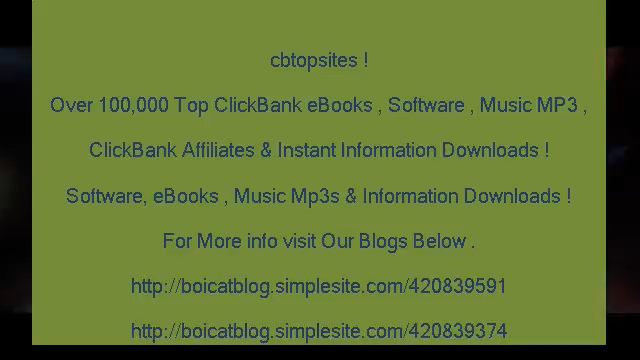 cbtopsites !
Over 100,000 Top ClickBank eBooks , Software , Music MP3 ,
ClickBank Affiliates & Instant Information Downloads !
Software, eBooks , Music Mp3s & Information Downloads !
For More info visit Our Blogs Below .
http://boicatblog.simplesite.com/420839591
http://boicatblog.simplesite.com/420839374